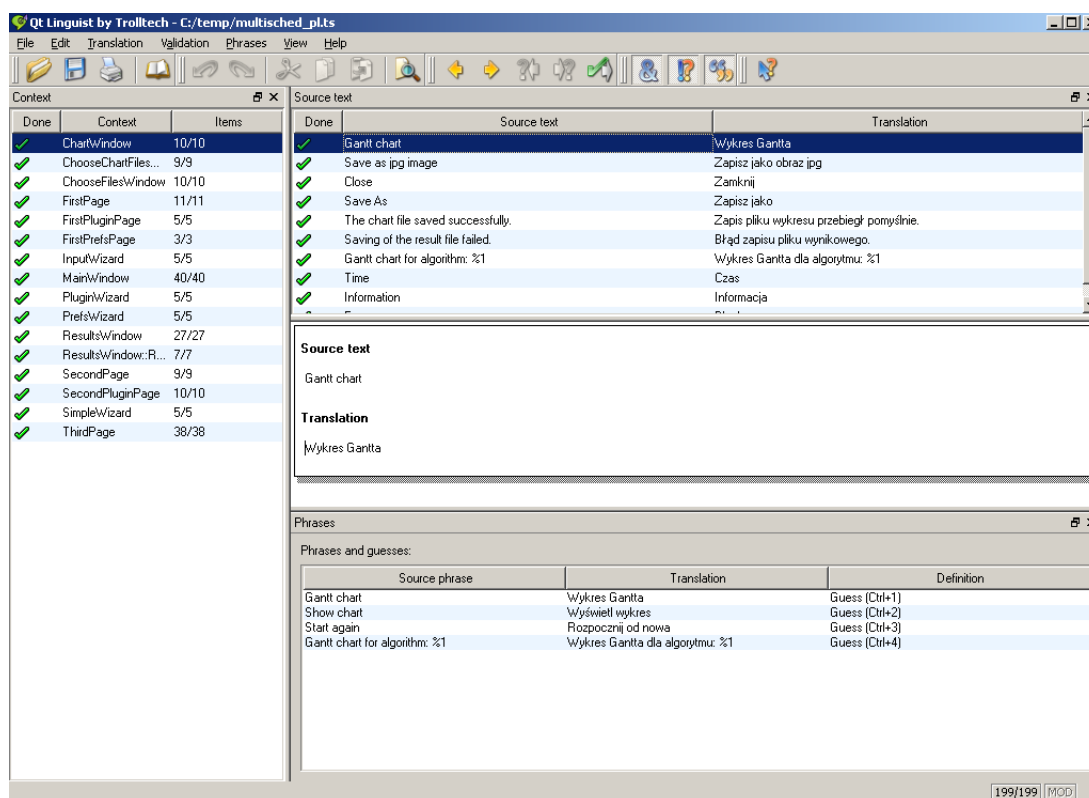 Qt Linguist by Trolltech - C:/temp/multisched_pl.ts
File Edit Translation Validation Phrases View Help
Context
Done Context Items
ChartWindow 10/10
ChooseChartFiles... 9/9
ChooseFilesWindow 10/10
FirstPage 11/11
FirstPluginPage 5/5
FirstPrefsPage 3/3
InputWizard 5/5
MainWindow 40/40
PluginWizard 5/5
PrefsWizard 5/5
ResultsWindow 27/27
ResultsWindow::R... 7/7
SecondPage 9/9
SecondPluginPage 10/10
SimpleWizard 5/5
ThirdPage 38/38
Source text
Done Source text Translation
Gantt chart Wykres Gantta
Save as jpg image Zapisz jako obraz jpg
Close Zamknij
Save As Zapisz jako
The chart file saved successfully. Zapis pliku wykresu przebiegł pomyślnie.
Saving of the result file failed. Błąd zapisu pliku wynikowego.
Gantt chart for algorithm: %1 Wykres Gantta dla algorytmu: %1
Time Czas
Information Informacja
Source text
Gantt chart
Translation
Wykres Gantta
Phrases
Phrases and guesses:
Source phrase Translation Definition
Gantt chart Wykres Gantta Guess (Ctrl+1)
Show chart Wyświetl wykres Guess (Ctrl+2)
Start again Rozpocznij od nowa Guess (Ctrl+3)
Gantt chart for algorithm: %1 Wykres Gantta dla algorytmu: %1 Guess (Ctrl+4)
199/199 MOD